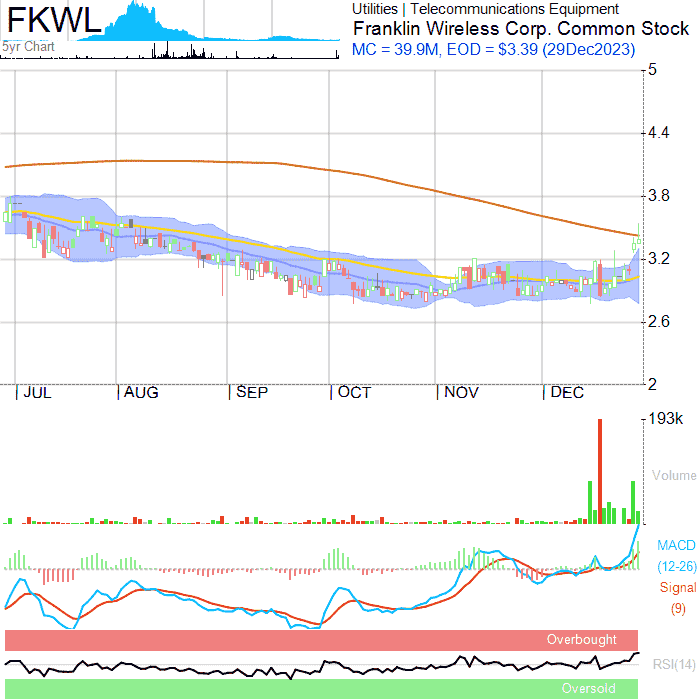 FKWL
5yr Chart
Utilities | Telecommunications Equipment
Franklin Wireless Corp. Common Stock
MC = 39.9M, EOD = $3.39 (29Dec2023)
5
4.4
3.8
3.2
2.6
2
JUL AUG SEP OCT NOV DEC
193k
Volume
MACD
(12-26)
Signal
(9)
Overbought
RSI(14)
Oversold